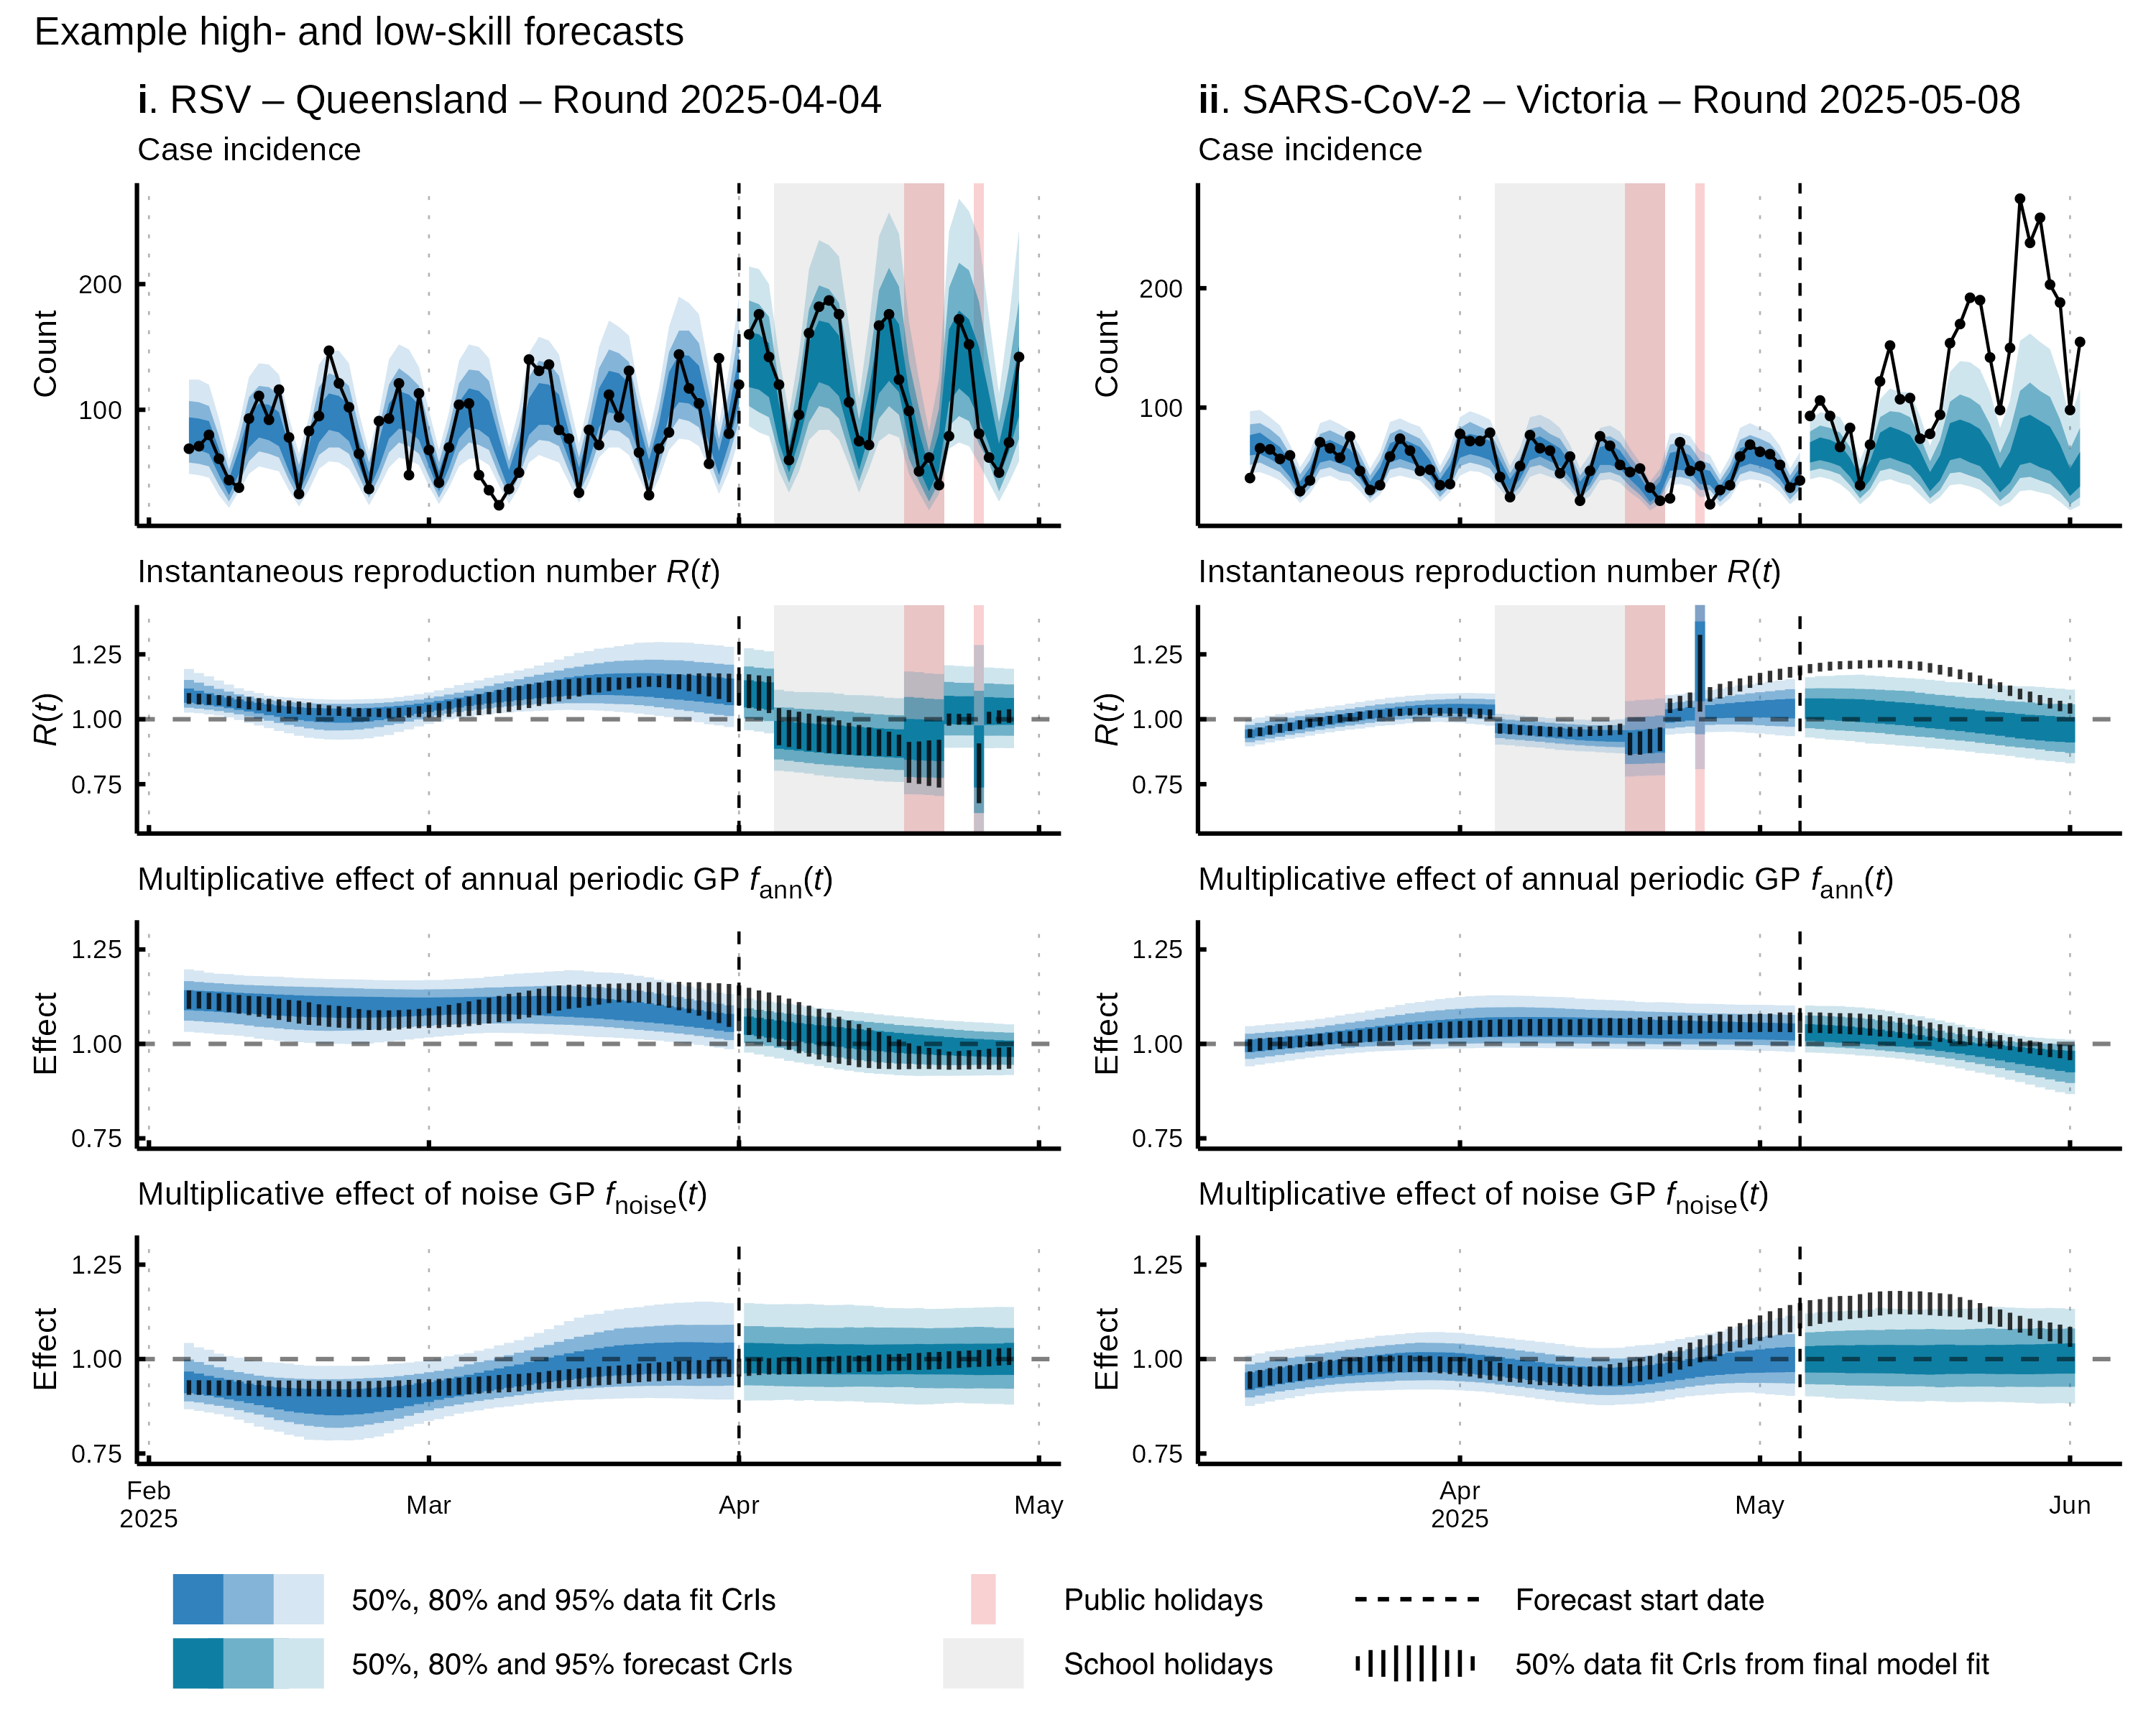 Example high- and low-skill forecasts
i. RSV – Queensland – Round 2025-04-04
Case incidence
Count
200
100
Instantaneous reproduction number R(t)
R(t)
1.25
1.00
0.75
Multiplicative effect of annual periodic GP fann(t)
Effect
1.25
1.00
0.75
Multiplicative effect of noise GP fnoise(t)
Effect
1.25
1.00
0.75
Feb
2025
Mar
Apr
May
ii. SARS-CoV-2 – Victoria – Round 2025-05-08
Case incidence
Count
200
100
Instantaneous reproduction number R(t)
R(t)
1.25
1.00
0.75
Multiplicative effect of annual periodic GP fann(t)
Effect
1.25
1.00
0.75
Multiplicative effect of noise GP fnoise(t)
Effect
1.25
1.00
0.75
Apr
2025
May
Jun
50%, 80% and 95% data fit CrIs
50%, 80% and 95% forecast CrIs
Public holidays
School holidays
Forecast start date
50% data fit CrIs from final model fit